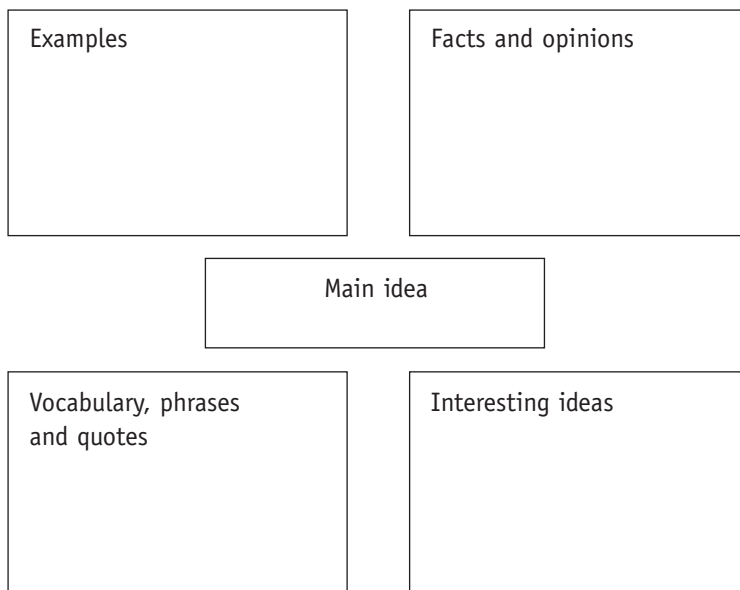 Examples
Facts and opinions
Main idea
Vocabulary, phrases
and quotes
Interesting ideas